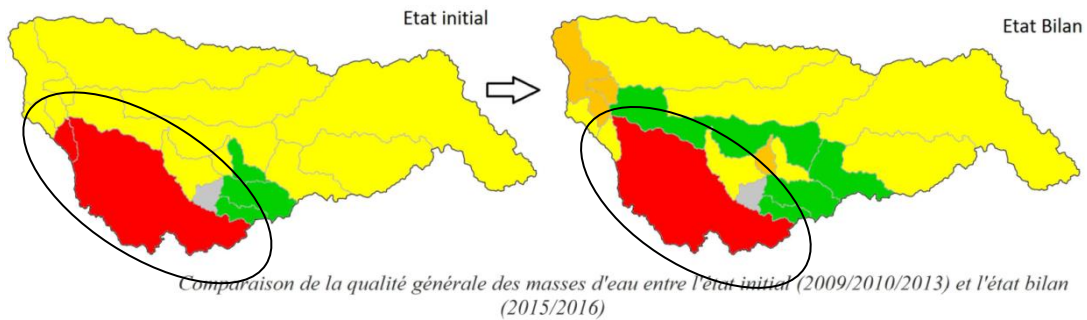 Etat initial
Etat Bilan
Comparaison de la qualité générale des masses d'eau entre l'état initial (2009/2010/2013) et l'état bilan
(2015/2016)